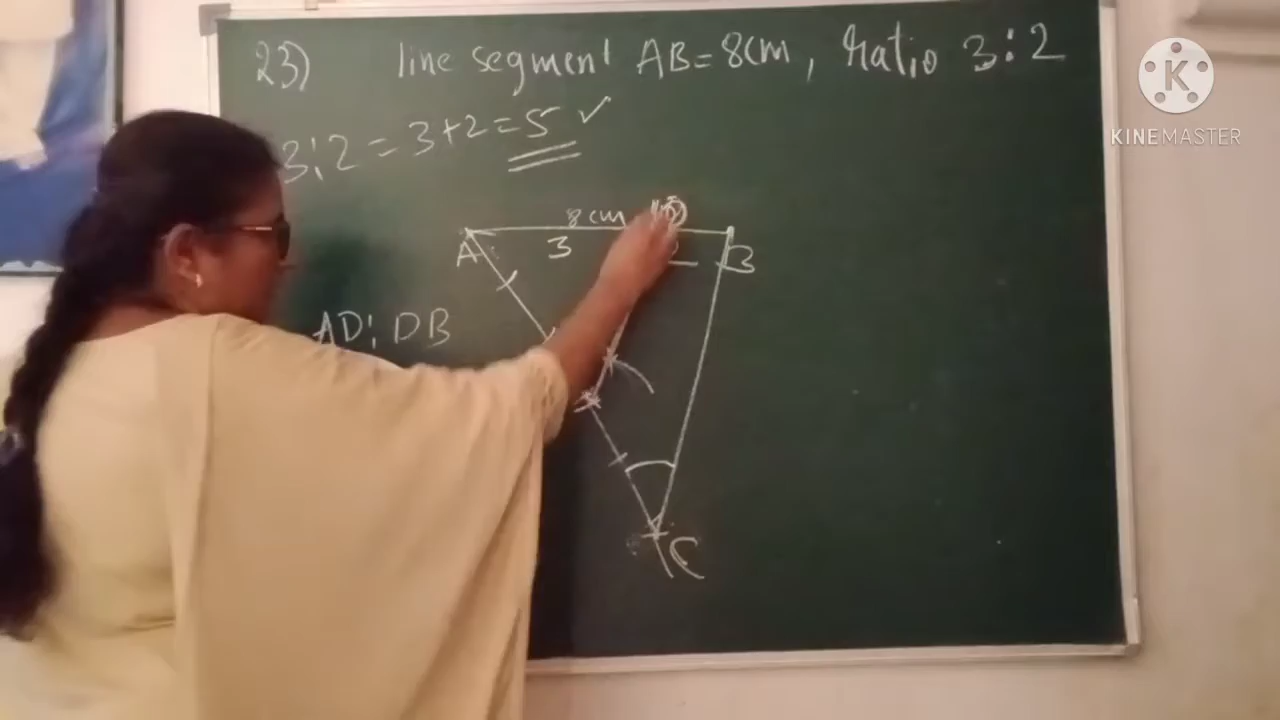 23) line segment AB = 8cm, ratio 3:2
3:2 = 3+2 = 5 ✓
8 cm
A 3 B
AD: DB
C
K
KINEMASTER